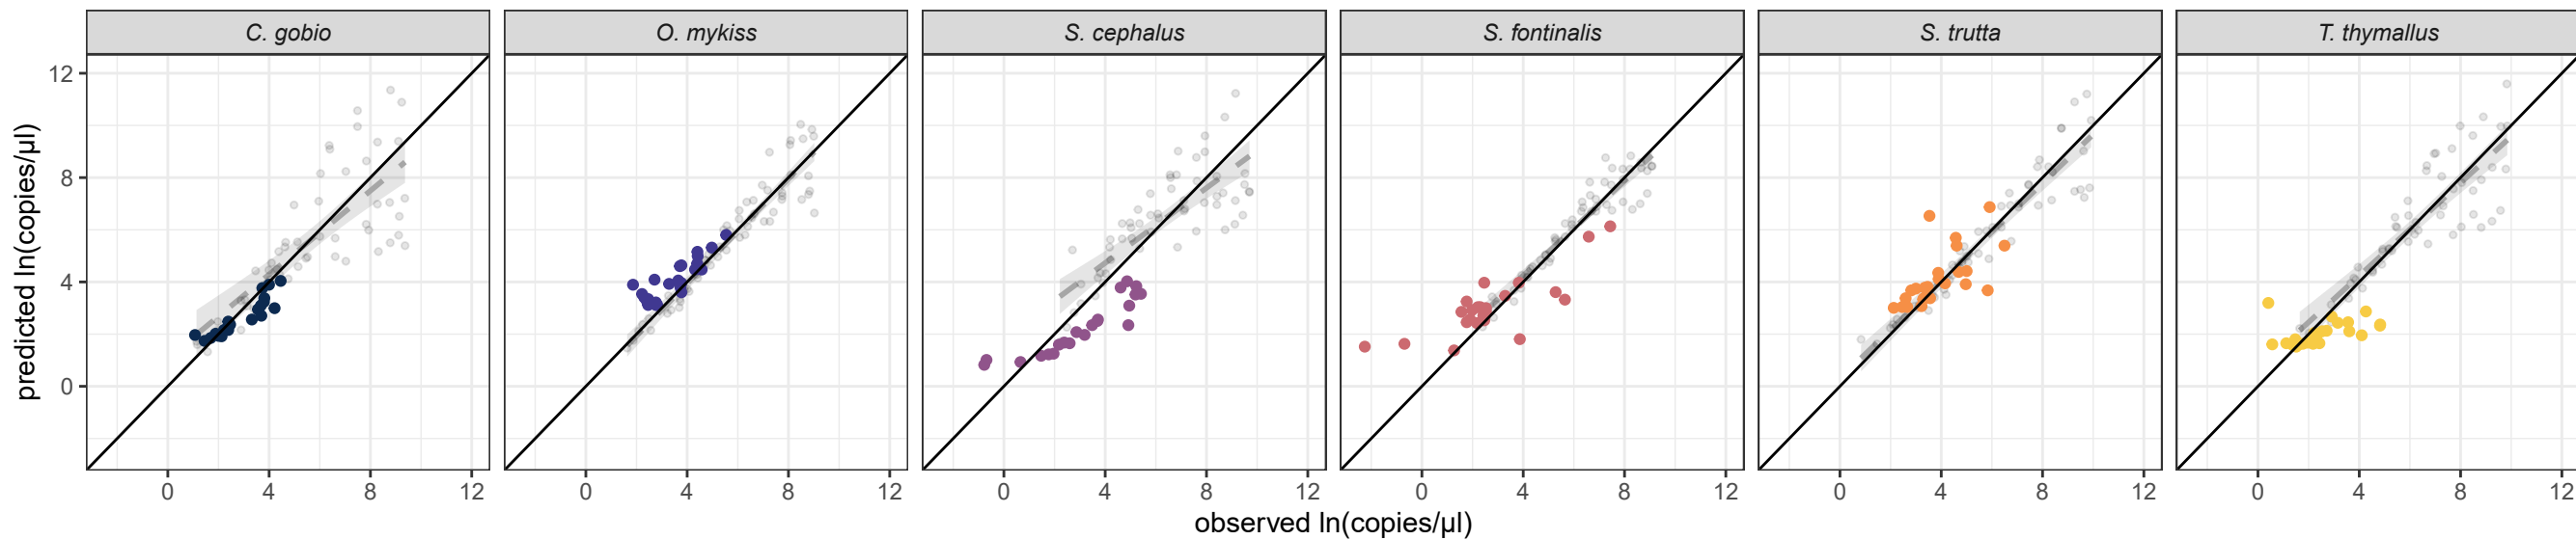 C. gobio O. mykiss S. cephalus S. fontinalis S. trutta T. thymallus
predicted ln(copies/µl)
12
8
4
0
0 4 8 12 0 4 8 12 0 4 8 12 0 4 8 12 0 4 8 12 0 4 8 12
observed ln(copies/µl)